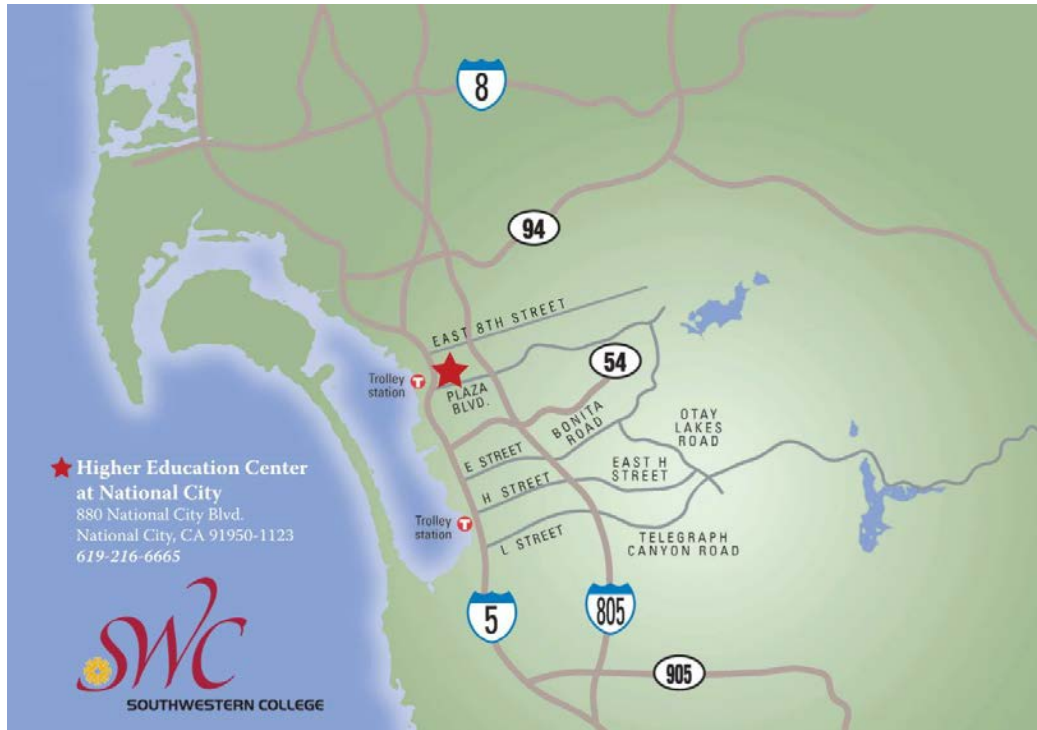 8
94
EAST 8TH STREET
Trolley
station
PLAZA
BLVD.
54
BONITA
ROAD
OTAY
LAKES
ROAD
E STREET
EAST H
STREET
H STREET
Higher Education Center
at National City
880 National City Blvd.
National City, CA 91950-1123
619-216-6665
Trolley
station
L STREET
TELEGRAPH
CANYON ROAD
5
805
905
SWC
SOUTHWESTERN COLLEGE
T
T